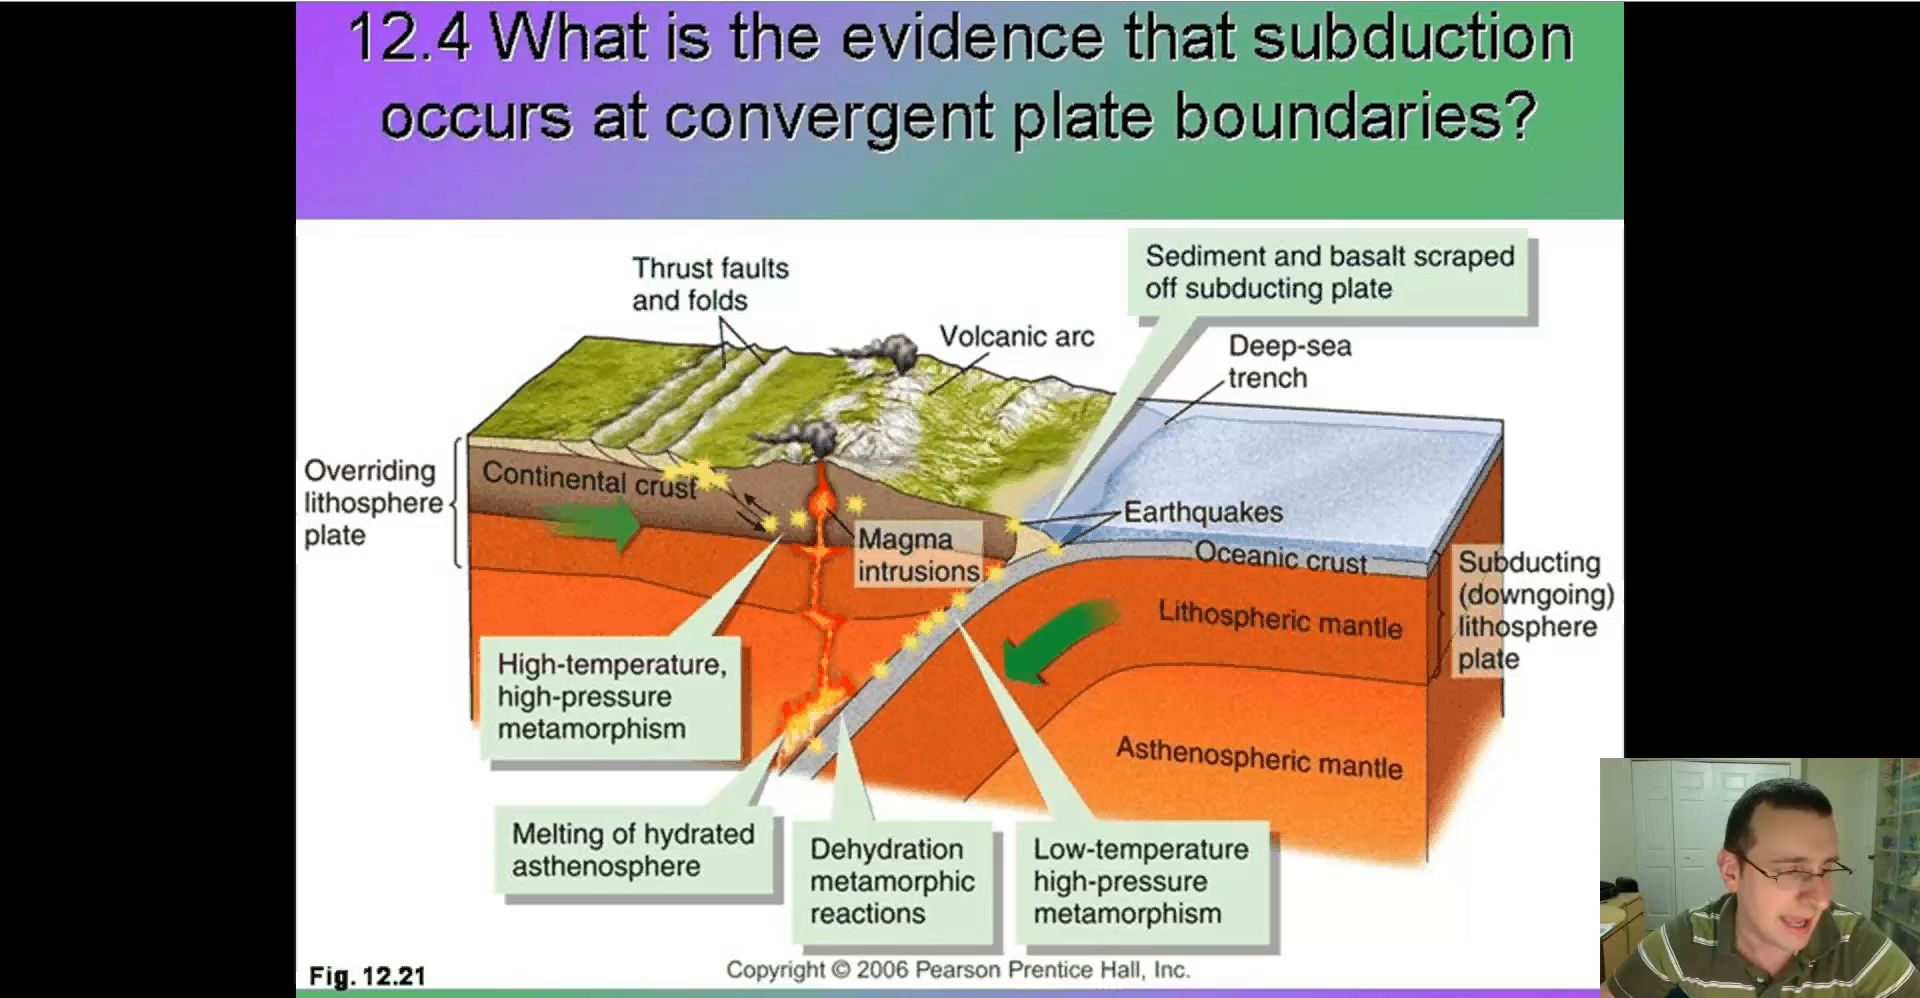 12.4 What is the evidence that subduction
occurs at convergent plate boundaries?
Thrust faults
and folds
Sediment and basalt scraped
off subducting plate
Volcanic arc
Deep-sea
trench
Overriding
lithosphere
plate
Continental crust
Magma
intrusions
Earthquakes
Oceanic crust
Subducting
(downgoing)
lithosphere
plate
Lithospheric mantle
High-temperature,
high-pressure
metamorphism
Asthenospheric mantle
Melting of hydrated
asthenosphere
Dehydration
metamorphic
reactions
Low-temperature
high-pressure
metamorphism
Fig. 12.21
Copyright © 2006 Pearson Prentice Hall, Inc.